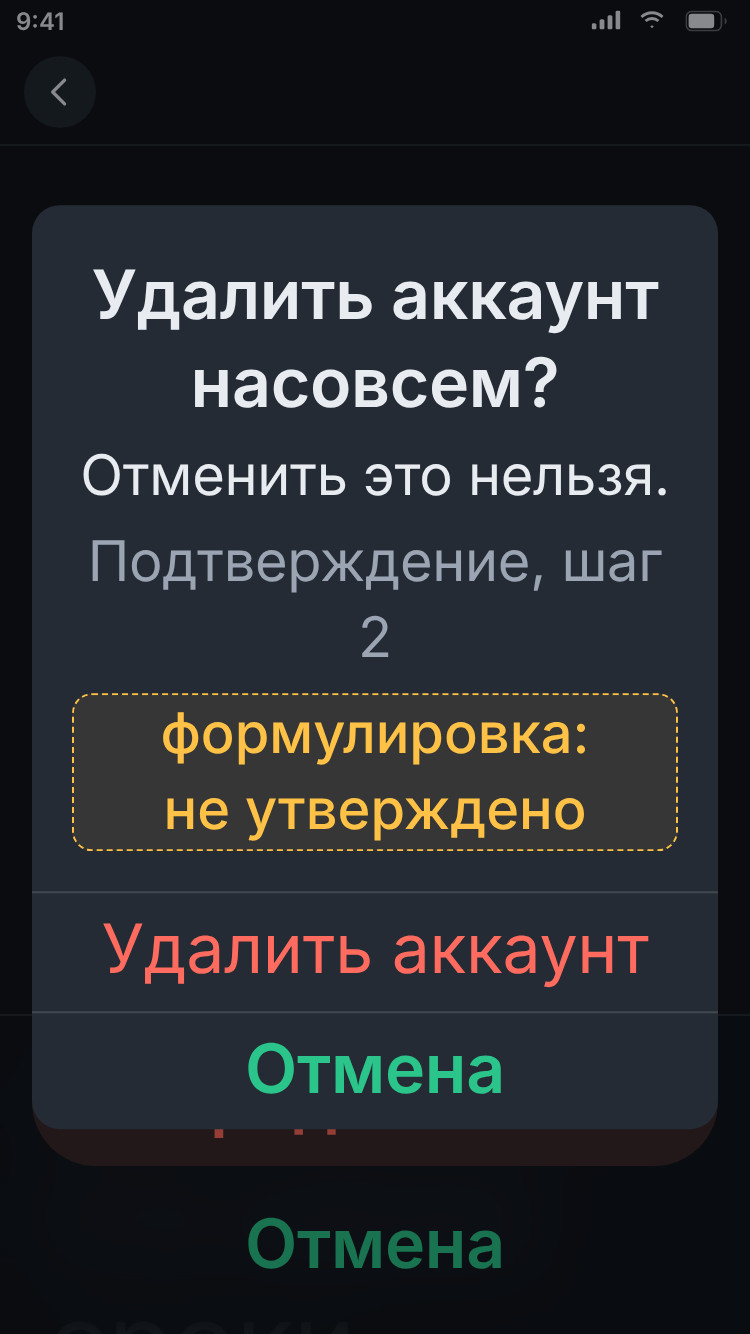 9:41
Удалить аккаунт
насовсем?
Отменить это нельзя.
Подтверждение, шаг
2
формулировка:
не утверждено
Удалить аккаунт
Отмена
Отмена